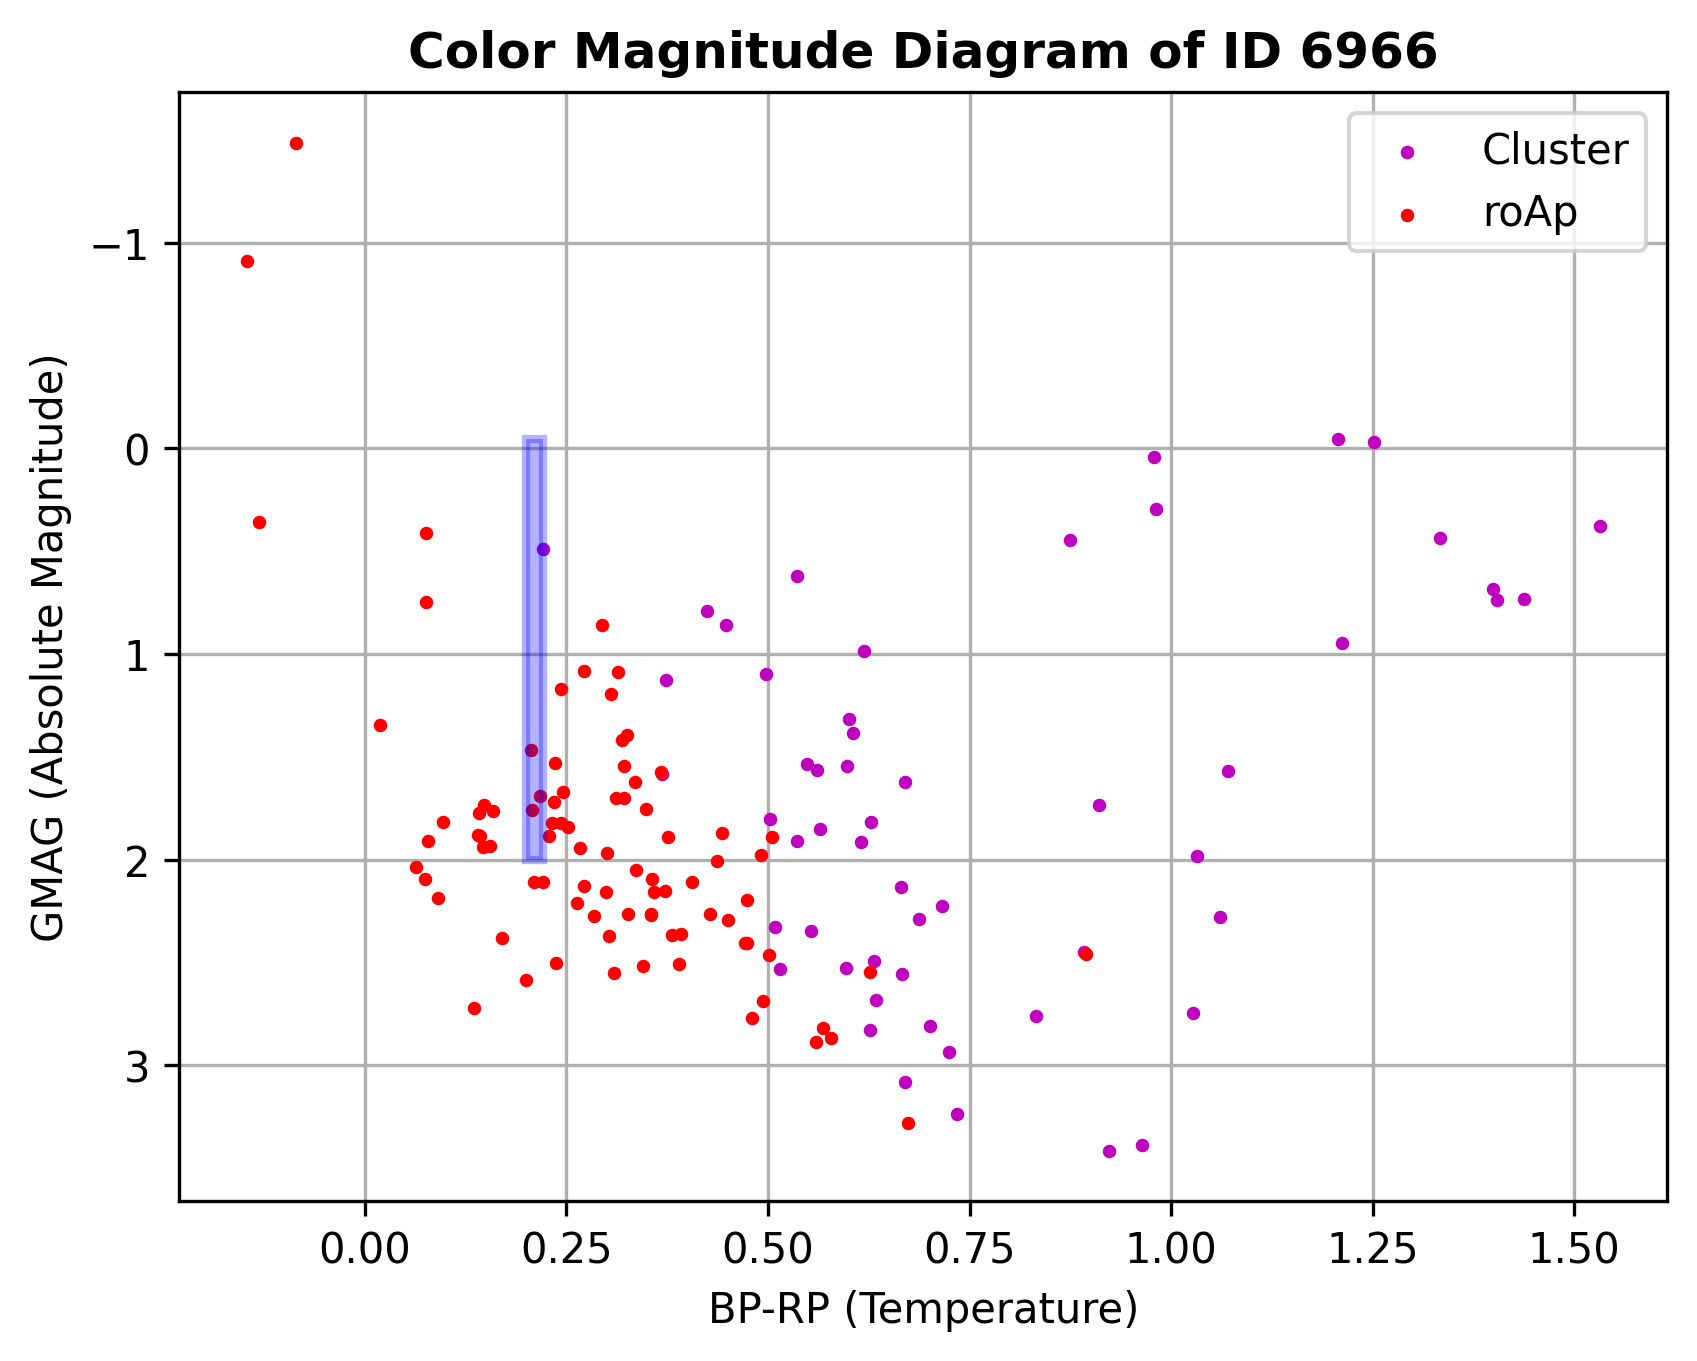 Color Magnitude Diagram of ID 6966
Cluster
roAp
−1
0
1
2
3
GMAG (Absolute Magnitude)
0.00 0.25 0.50 0.75 1.00 1.25 1.50
BP-RP (Temperature)